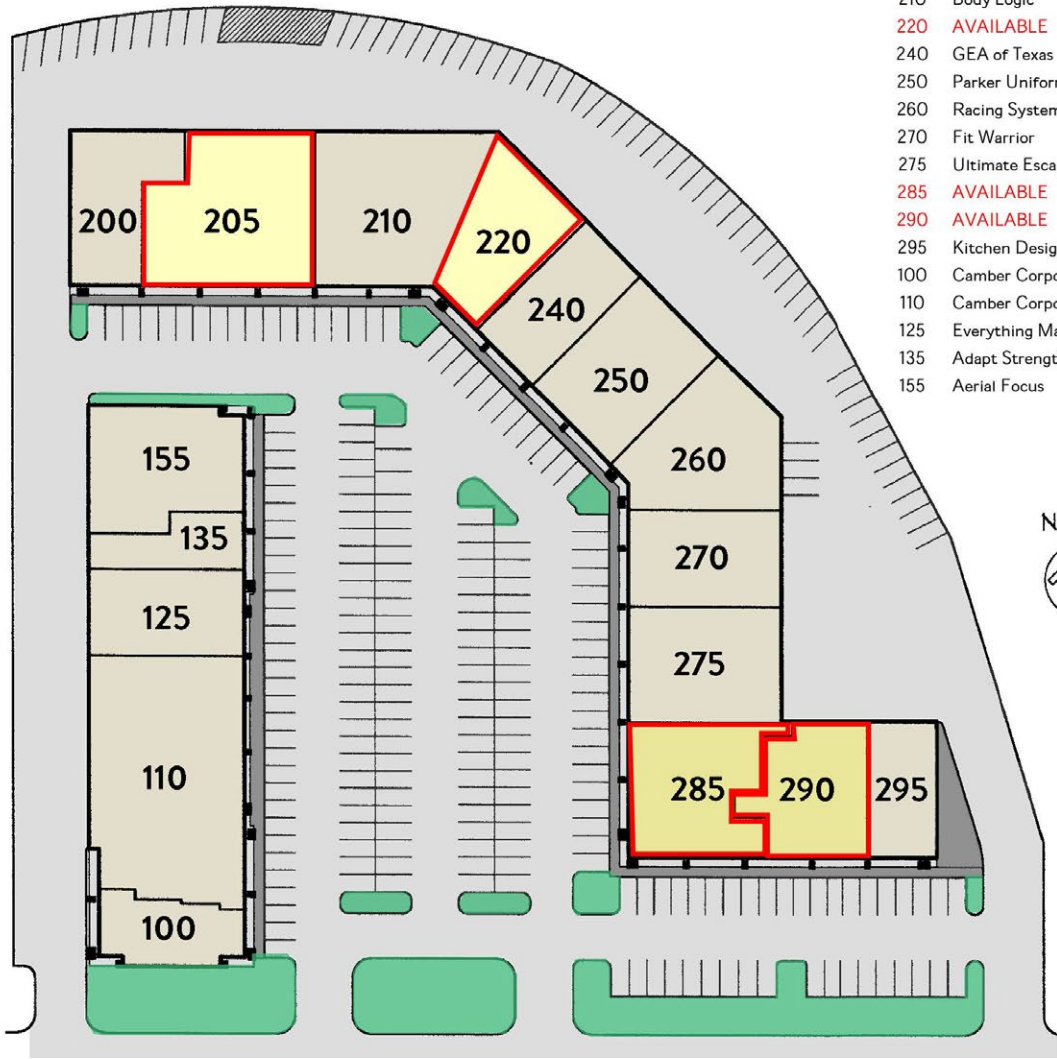 210 Body Logic
220 AVAILABLE
240 GEA of Texas
250 Parker Unifor
260 Racing System
270 Fit Warrior
275 Ultimate Esca
285 AVAILABLE
290 AVAILABLE
295 Kitchen Desig
100 Camber Corpo
110 Camber Corpo
125 Everything Ma
135 Adapt Strengt
155 Aerial Focus
200
205
210
220
240
250
260
270
275
285
290
295
155
135
125
110
100
N